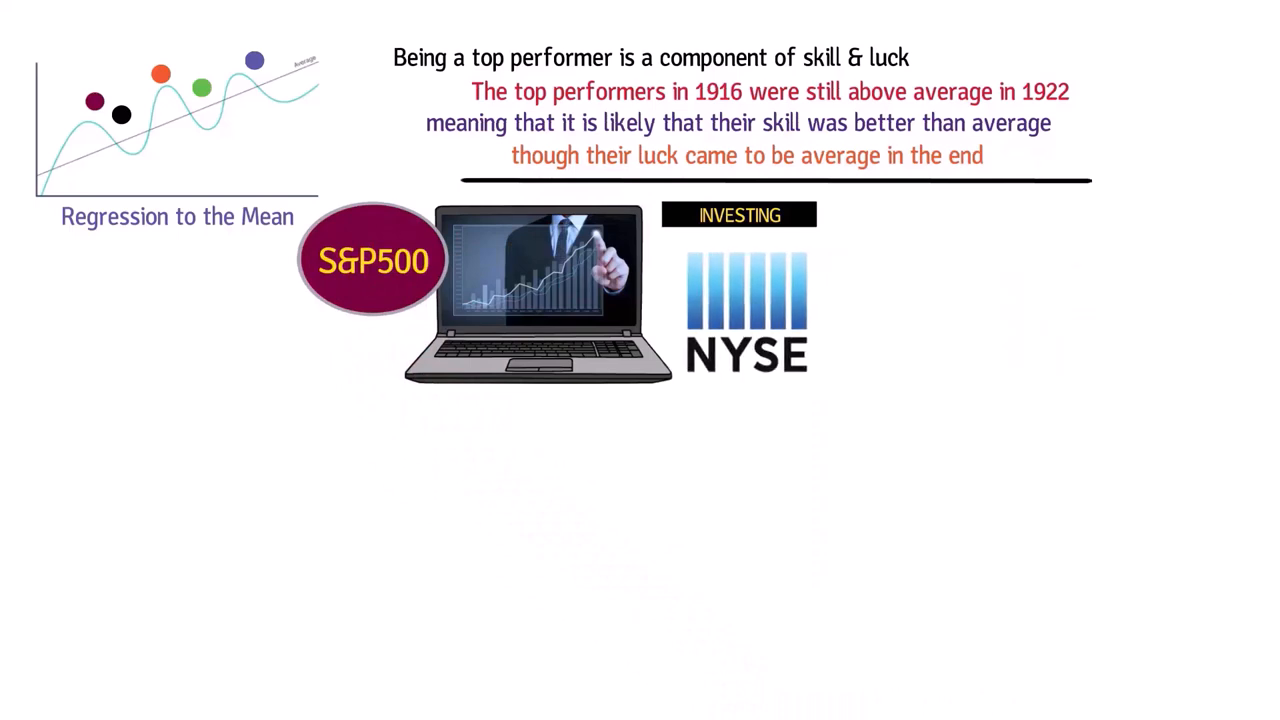 Being a top performer is a component of skill & luck
The top performers in 1916 were still above average in 1922
meaning that it is likely that their skill was better than average
though their luck came to be average in the end
Average
Regression to the Mean
S&P500
INVESTING
NYSE